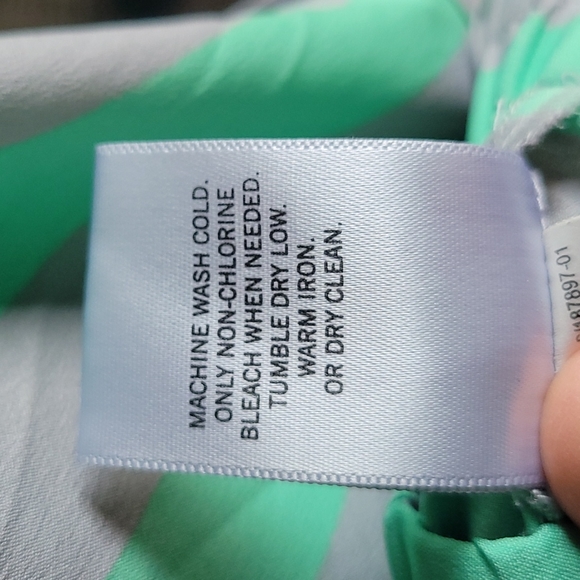 MACHINE WASH COLD.
ONLY NON-CHLORINE
BLEACH WHEN NEEDED.
TUMBLE DRY LOW.
WARM IRON.
OR DRY CLEAN.